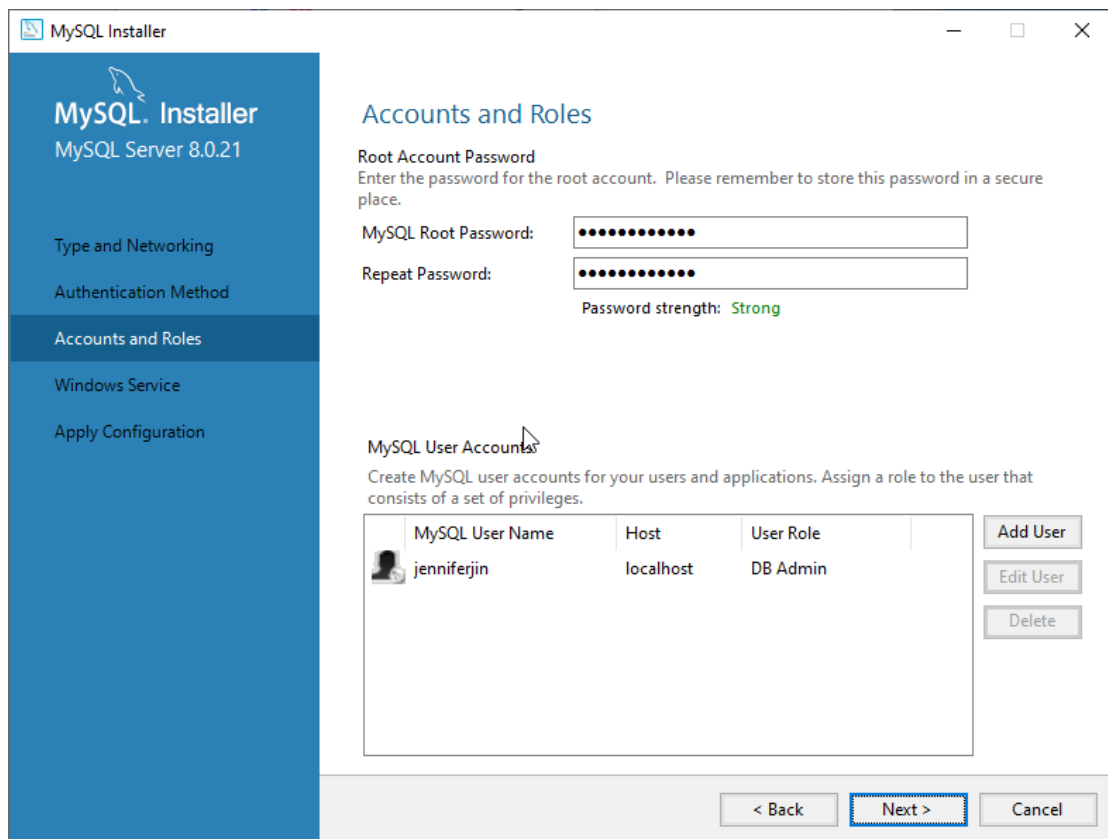 MySQL Installer
MySQL. Installer
MySQL Server 8.0.21
Type and Networking
Authentication Method
Accounts and Roles
Windows Service
Apply Configuration
Accounts and Roles
Root Account Password
Enter the password for the root account. Please remember to store this password in a secure
place.
MySQL Root Password: ●●●●●●●●●●●●
Repeat Password: ●●●●●●●●●●●●
Password strength: Strong
MySQL User Accounts
Create MySQL user accounts for your users and applications. Assign a role to the user that
consists of a set of privileges.
MySQL User Name Host User Role
jenniferjin localhost DB Admin
Add User
Edit User
Delete
< Back Next > Cancel